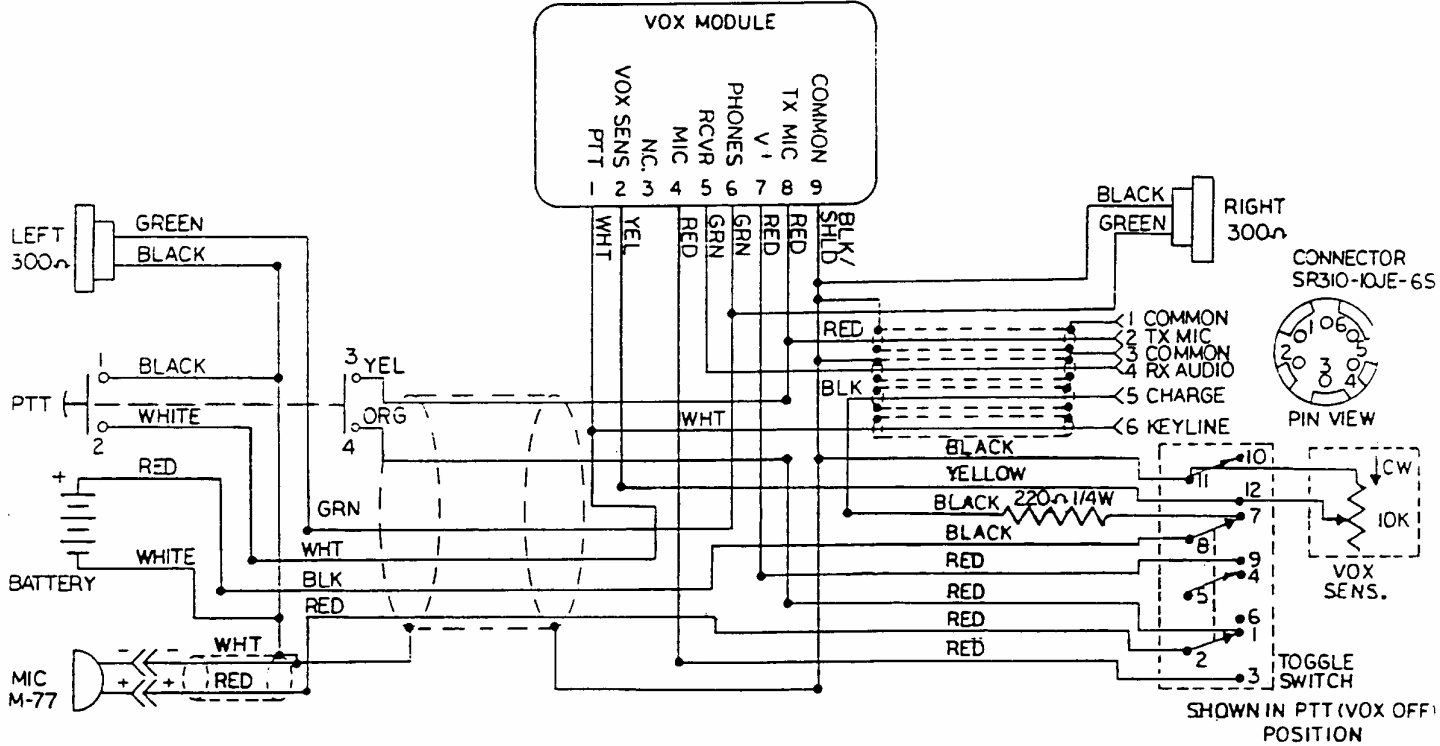 VOX MODULE
PTT
VOX SENS
N.C.
MIC
RCVR
PHONES
V+
TX MIC
COMMON
1 2 3 4 5 6 7 8 9
WHT
YEL
RED
GRN
GRN
RED
RED
BLK/
SHLD
LEFT
300Ω
GREEN
BLACK
BLACK
GREEN
RIGHT
300Ω
CONNECTOR
SR310-10JE-6S
1 6
2 5
3 4
PIN VIEW
RED
BLK
WHT
1 COMMON
2 TX MIC
3 COMMON
4 RX AUDIO
5 CHARGE
6 KEYLINE
PTT
1
BLACK
WHITE
2
3
YEL
ORG
4
+
RED
WHITE
BATTERY
GRN
WHT
BLK
RED
MIC
M-77
- -
+ +
WHT
RED
BLACK
YELLOW
BLACK
220Ω 1/4W
BLACK
RED
RED
RED
RED
10
11
12
7
8
9
4
5
6
1
2
3
CW
10K
VOX
SENS.
TOGGLE
SWITCH
SHOWN IN PTT (VOX OFF)
POSITION